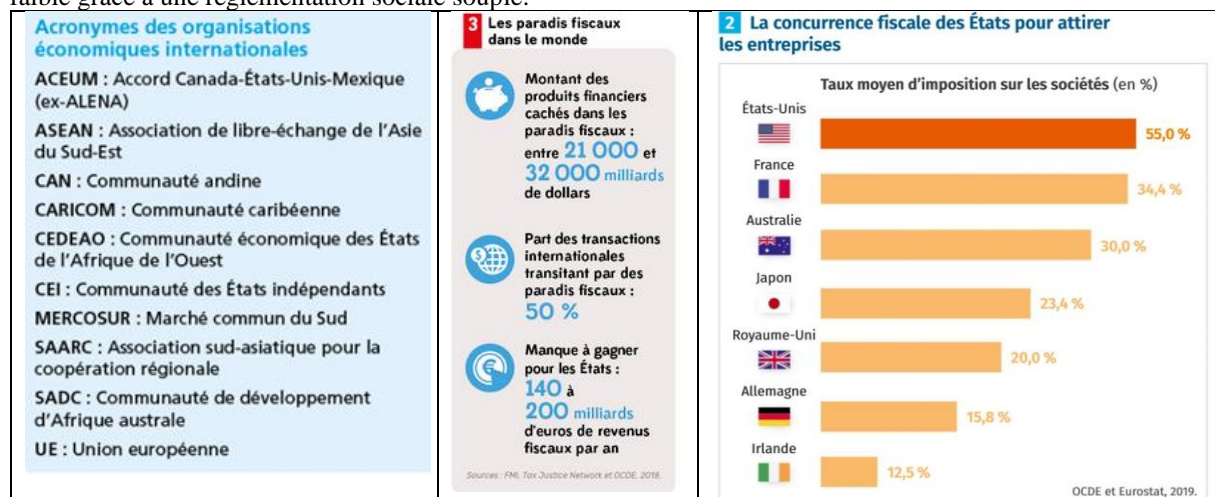 faible grâce à une réglementation sociale souple.
Acronymes des organisations
économiques internationales
ACEUM : Accord Canada-États-Unis-Mexique
(ex-ALENA)
ASEAN : Association de libre-échange de l'Asie
du Sud-Est
CAN : Communauté andine
CARICOM : Communauté caribéenne
CEDEAO : Communauté économique des États
de l'Afrique de l'Ouest
CEI : Communauté des États indépendants
MERCOSUR : Marché commun du Sud
SAARC : Association sud-asiatique pour la
coopération régionale
SADC : Communauté de développement
d'Afrique australe
UE : Union européenne
3 Les paradis fiscaux
dans le monde
Montant des
produits financiers
cachés dans les
paradis fiscaux :
entre 21 000 et
32 000 milliards
de dollars
Part des transactions
internationales
transitant par des
paradis fiscaux :
50 %
Manque à gagner
pour les États :
140 à
200 milliards
d'euros de revenus
fiscaux par an
Sources : FMI, Tax Justice Network et OCDE, 2018.
2 La concurrence fiscale des États pour attirer
les entreprises
Taux moyen d'imposition sur les sociétés (en %)
États-Unis
55,0 %
France
34,4 %
Australie
30,0 %
Japon
23,4 %
Royaume-Uni
20,0 %
Allemagne
15,8 %
Irlande
12,5 %
OCDE et Eurostat, 2019.